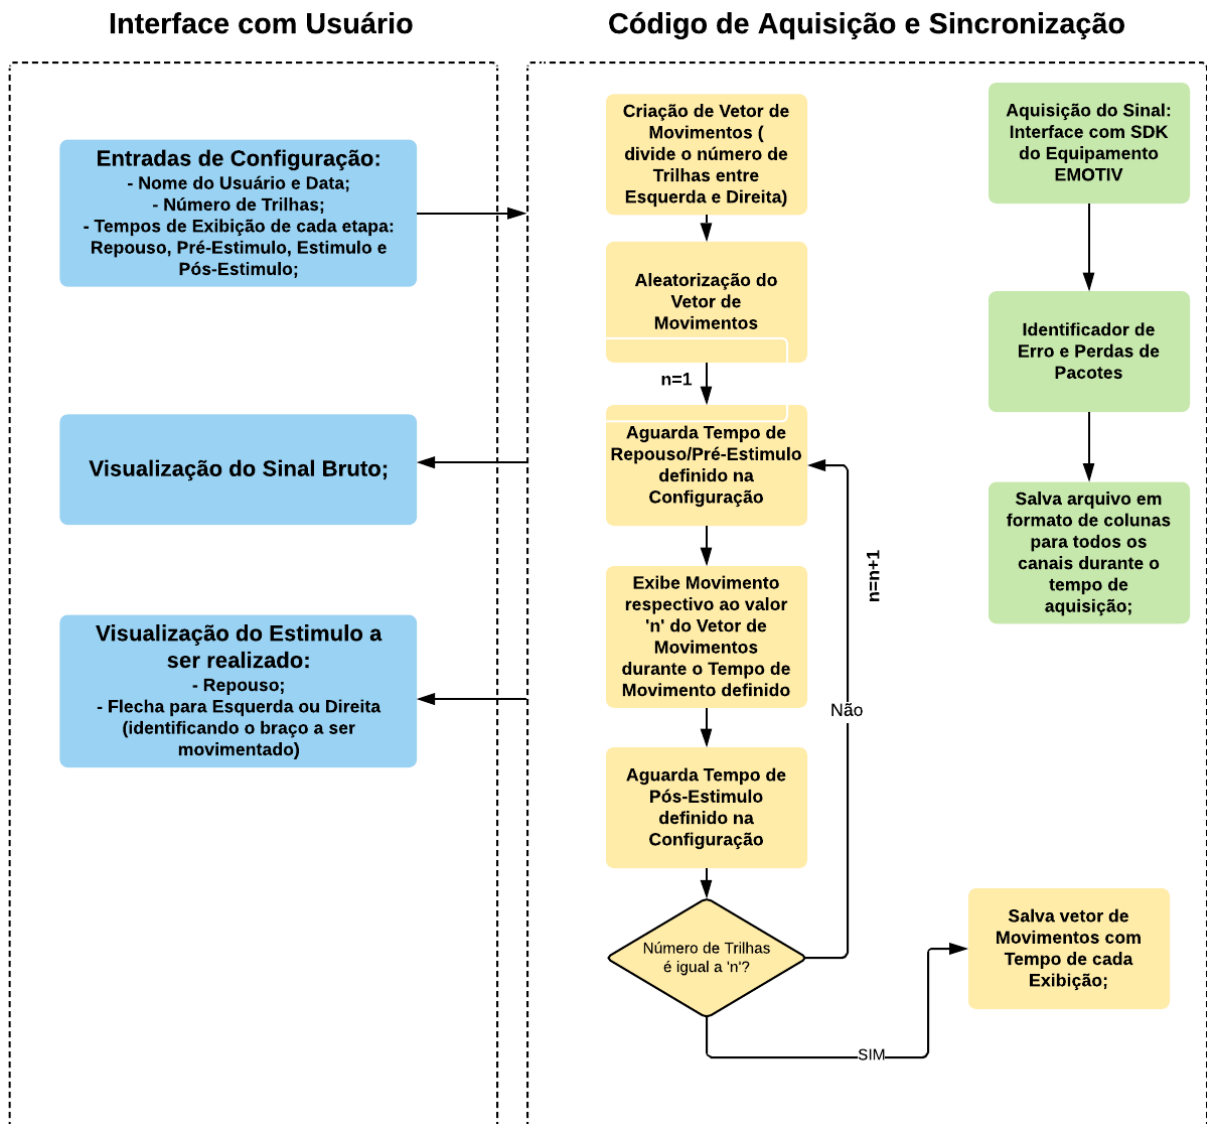 Interface com Usuário
Código de Aquisição e Sincronização
Entradas de Configuração:
- Nome do Usuário e Data;
- Número de Trilhas;
- Tempos de Exibição de cada etapa:
Repouso, Pré-Estimulo, Estimulo e
Pós-Estimulo;
Visualização do Sinal Bruto;
Visualização do Estimulo a
ser realizado:
- Repouso;
- Flecha para Esquerda ou Direita
(identificando o braço a ser
movimentado)
Criação de Vetor de
Movimentos (
divide o número de
Trilhas entre
Esquerda e Direita)
Aleatorização do
Vetor de
Movimentos
n=1
Aguarda Tempo de
Repouso/Pré-Estimulo
definido na
Configuração
Exibe Movimento
respectivo ao valor
'n' do Vetor de
Movimentos
durante o Tempo de
Movimento definido
Aguarda Tempo de
Pós-Estimulo
definido na
Configuração
Número de Trilhas
é igual a 'n'?
Não
n=n+1
SIM
Salva vetor de
Movimentos com
Tempo de cada
Exibição;
Aquisição do Sinal:
Interface com SDK
do Equipamento
EMOTIV
Identificador de
Erro e Perdas de
Pacotes
Salva arquivo em
formato de colunas
para todos os
canais durante o
tempo de
aquisição;